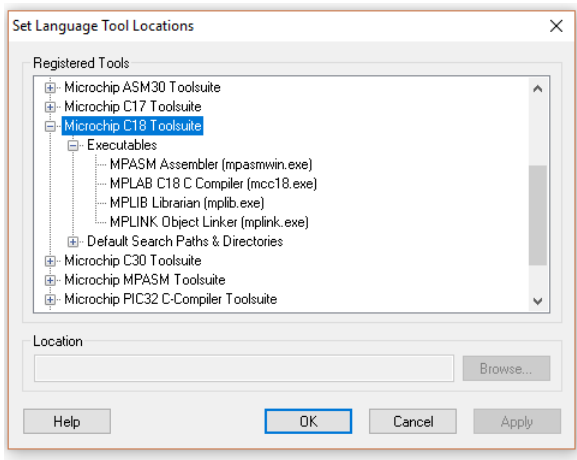 Set Language Tool Locations
Registered Tools
Microchip ASM30 Toolsuite
Microchip C17 Toolsuite
Microchip C18 Toolsuite
Executables
MPASM Assembler (mpasmwin.exe)
MPLAB C18 C Compiler (mcc18.exe)
MPLIB Librarian (mplib.exe)
MPLINK Object Linker (mplink.exe)
Default Search Paths & Directories
Microchip C30 Toolsuite
Microchip MPASM Toolsuite
Microchip PIC32 C-Compiler Toolsuite
Location
Browse...
Help OK Cancel Apply